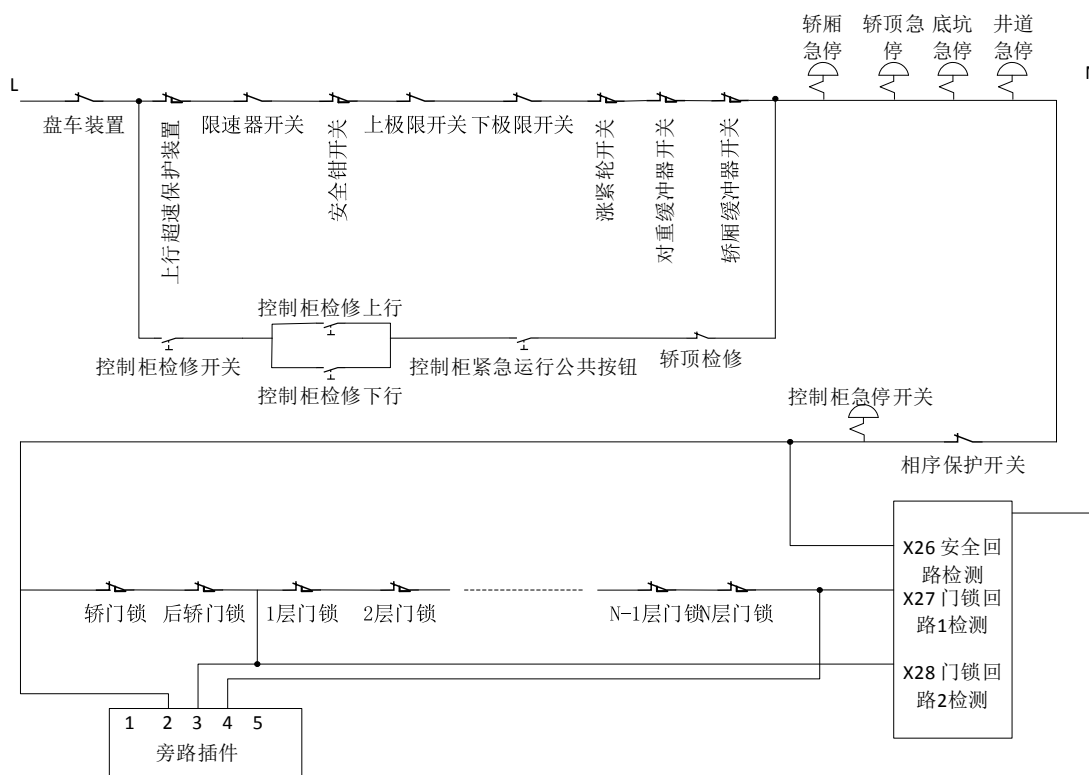 轿厢
急停
轿顶急
停
底坑
急停
井道
急停
L
盘车装置
上行超速保护装置
限速器开关
安全钳开关
上极限开关
下极限开关
涨紧轮开关
对重缓冲器开关
轿厢缓冲器开关
控制柜检修上行
控制柜检修开关
控制柜检修下行
控制柜紧急运行公共按钮
轿顶检修
控制柜急停开关
相序保护开关
X26 安全回
路检测
X27 门锁回
路1检测
X28 门锁回
路2检测
轿门锁
后轿门锁
1层门锁
2层门锁
N-1层门锁
N层门锁
1 2 3 4 5
旁路插件